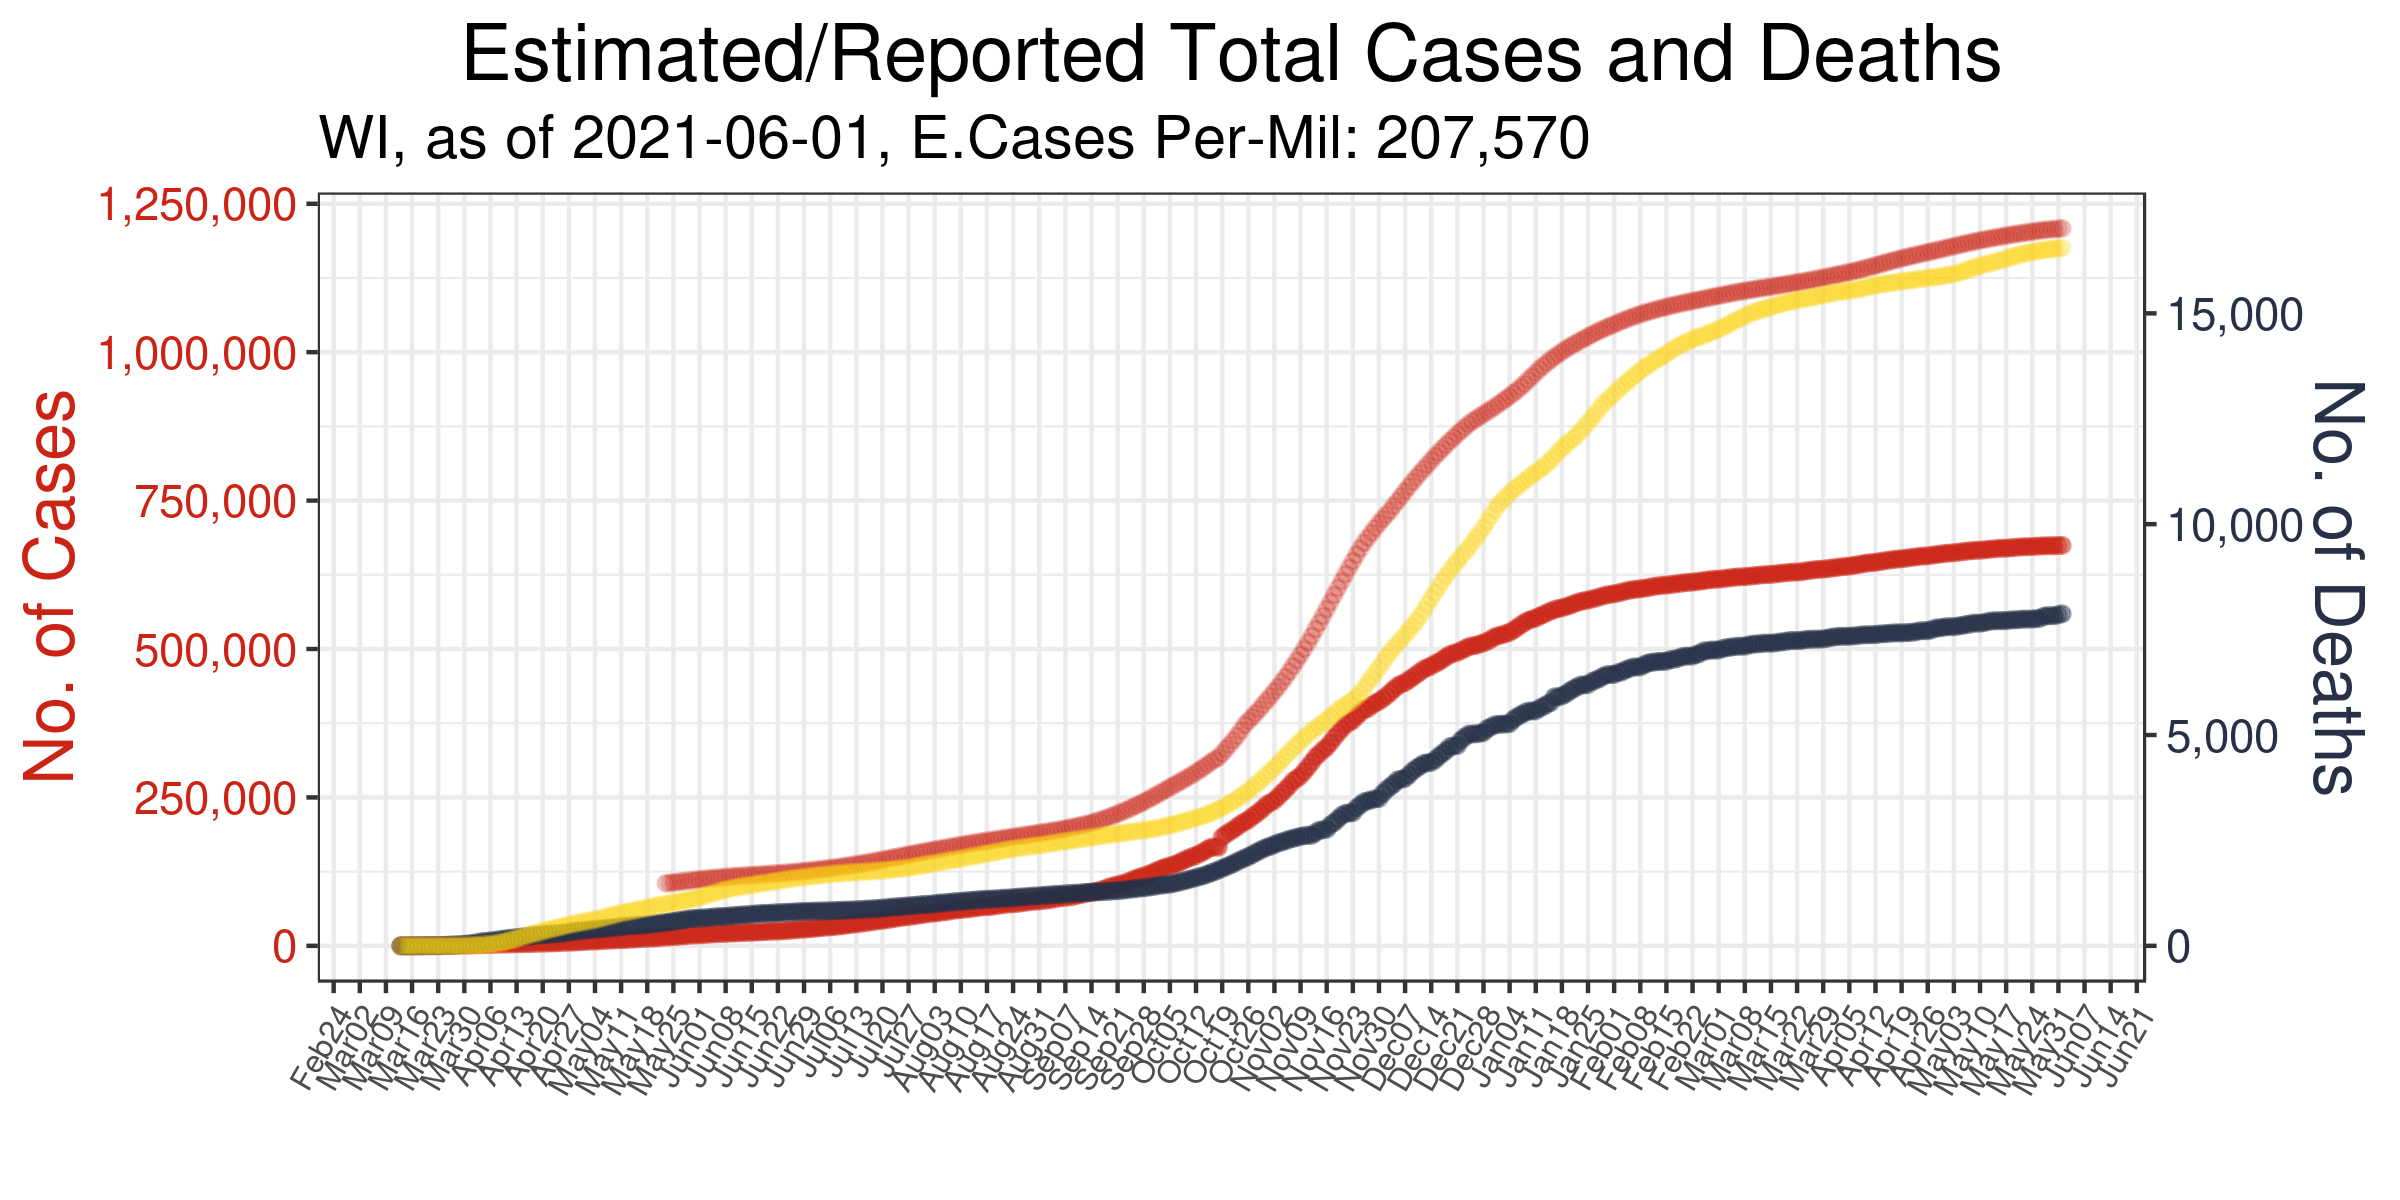 Estimated/Reported Total Cases and Deaths
WI, as of 2021-06-01, E.Cases Per-Mil: 207,570
No. of Cases
1,250,000
1,000,000
750,000
500,000
250,000
0
No. of Deaths
15,000
10,000
5,000
0
Feb24
Mar02
Mar09
Mar16
Mar23
Mar30
Apr06
Apr13
Apr20
Apr27
May04
May11
May18
May25
Jun01
Jun08
Jun15
Jun22
Jun29
Jul06
Jul13
Jul20
Jul27
Aug03
Aug10
Aug17
Aug24
Aug31
Sep07
Sep14
Sep21
Sep28
Oct05
Oct12
Oct19
Oct26
Nov02
Nov09
Nov16
Nov23
Nov30
Dec07
Dec14
Dec21
Dec28
Jan04
Jan11
Jan18
Jan25
Feb01
Feb08
Feb15
Feb22
Mar01
Mar08
Mar15
Mar22
Mar29
Apr05
Apr12
Apr19
Apr26
May03
May10
May17
May24
May31
Jun07
Jun14
Jun21